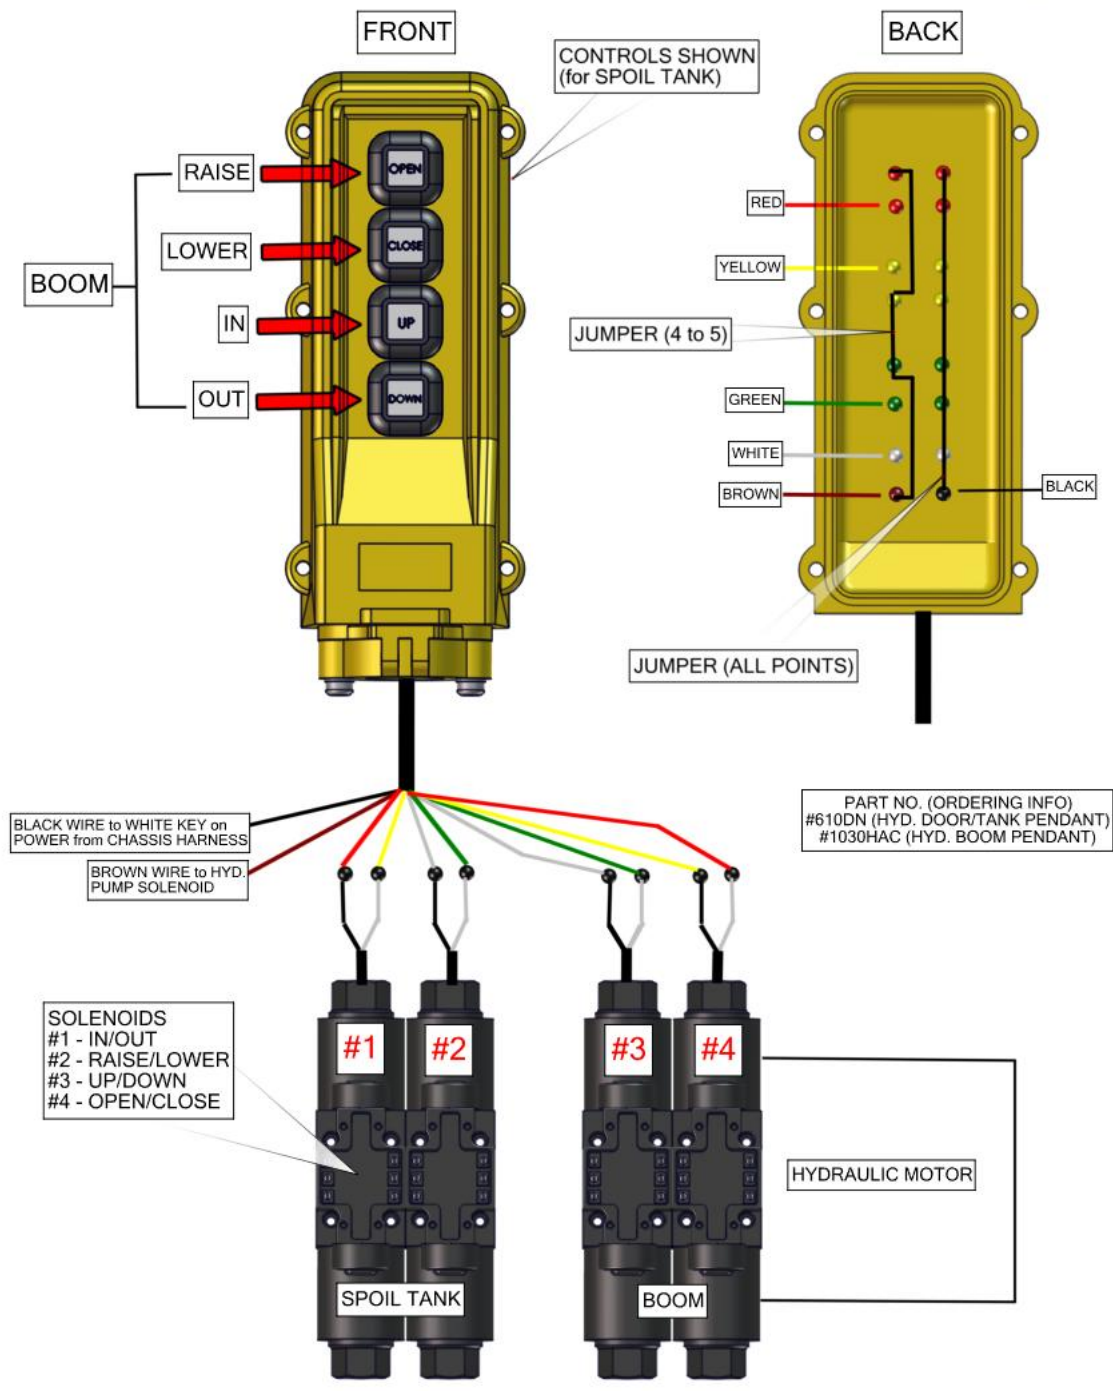 FRONT
BACK
CONTROLS SHOWN
(for SPOIL TANK)
RAISE
OPEN
LOWER
CLOSE
BOOM
IN
UP
OUT
DOWN
RED
YELLOW
JUMPER (4 to 5)
GREEN
WHITE
BROWN
BLACK
JUMPER (ALL POINTS)
BLACK WIRE to WHITE KEY on
POWER from CHASSIS HARNESS
BROWN WIRE to HYD.
PUMP SOLENOID
PART NO. (ORDERING INFO)
#610DN (HYD. DOOR/TANK PENDANT)
#1030HAC (HYD. BOOM PENDANT)
SOLENOIDS
#1 - IN/OUT
#2 - RAISE/LOWER
#3 - UP/DOWN
#4 - OPEN/CLOSE
#1
#2
#3
#4
HYDRAULIC MOTOR
SPOIL TANK
BOOM